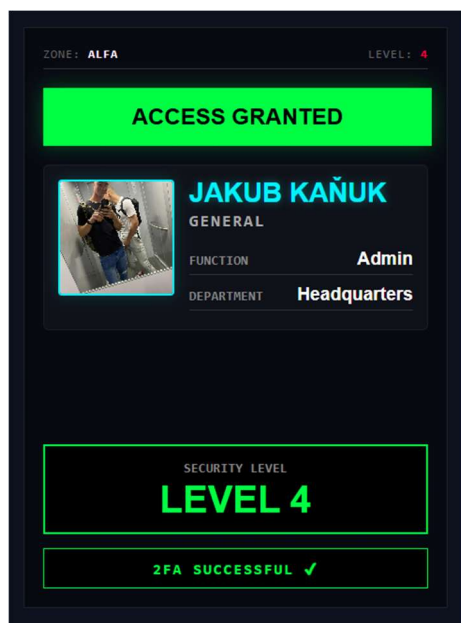 ZONE: ALFA LEVEL: 4
ACCESS GRANTED
JAKUB KAŇUK
GENERAL
FUNCTION Admin
DEPARTMENT Headquarters
SECURITY LEVEL
LEVEL 4
2FA SUCCESSFUL ✓